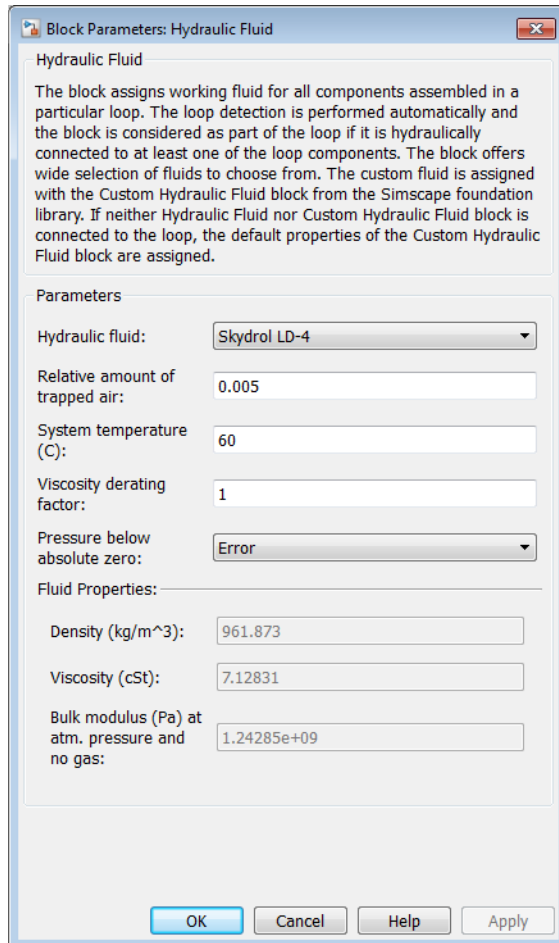 Block Parameters: Hydraulic Fluid
Hydraulic Fluid
The block assigns working fluid for all components assembled in a
particular loop. The loop detection is performed automatically and
the block is considered as part of the loop if it is hydraulically
connected to at least one of the loop components. The block offers
wide selection of fluids to choose from. The custom fluid is assigned
with the Custom Hydraulic Fluid block from the Simscape foundation
library. If neither Hydraulic Fluid nor Custom Hydraulic Fluid block is
connected to the loop, the default properties of the Custom Hydraulic
Fluid block are assigned.
Parameters
Hydraulic fluid: Skydrol LD-4
Relative amount of
trapped air: 0.005
System temperature
(C): 60
Viscosity derating
factor: 1
Pressure below
absolute zero: Error
Fluid Properties:
Density (kg/m^3): 961.873
Viscosity (cSt): 7.12831
Bulk modulus (Pa) at
atm. pressure and
no gas: 1.24285e+09
OK Cancel Help Apply